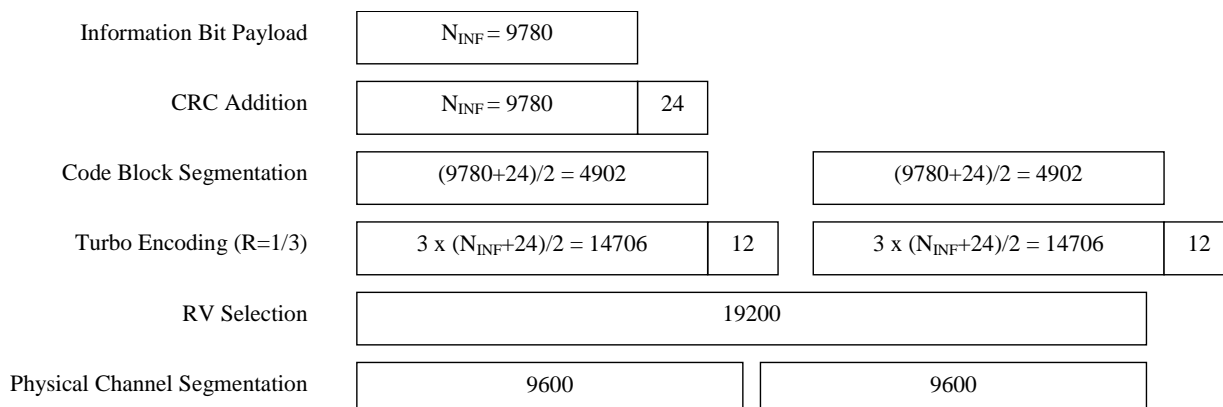 Information Bit Payload N_INF = 9780
CRC Addition N_INF = 9780 24
Code Block Segmentation (9780+24)/2 = 4902 (9780+24)/2 = 4902
Turbo Encoding (R=1/3) 3 x (N_INF+24)/2 = 14706 12 3 x (N_INF+24)/2 = 14706 12
RV Selection 19200
Physical Channel Segmentation 9600 9600